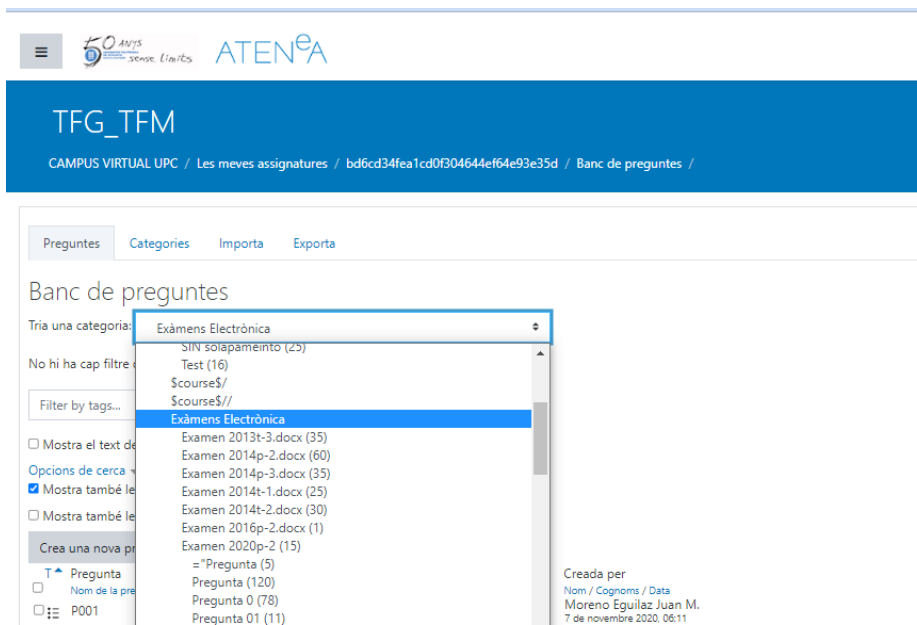 50 ANYS
sense límits
ATENeA
TFG_TFM
CAMPUS VIRTUAL UPC / Les meves assignatures / bd6cd34fea1cd0f304644ef64e93e35d / Banc de preguntes /
Preguntes Categories Importa Exporta
Banc de preguntes
Tria una categoria: Exàmens Electrònica
SIN solapameinto (25)
No hi ha cap filtre
Test (16)
$course$/
$course$//
Filter by tags...
Exàmens Electrònica
Examen 2013t-3.docx (35)
Mostra el text de
Examen 2014p-2.docx (60)
Opcions de cerca
Examen 2014p-3.docx (35)
Mostra també le
Examen 2014t-1.docx (25)
Examen 2014t-2.docx (30)
Mostra també le
Examen 2016p-2.docx (1)
Crea una nova pr
Examen 2020p-2 (15)
="Pregunta (5)
T Pregunta
Pregunta (120)
Creada per
Nom de la pre
Pregunta 0 (78)
Nom / Cognoms / Data
P001
Pregunta 01 (11)
Moreno Eguilaz Juan M.
7 de novembre 2020, 06:11